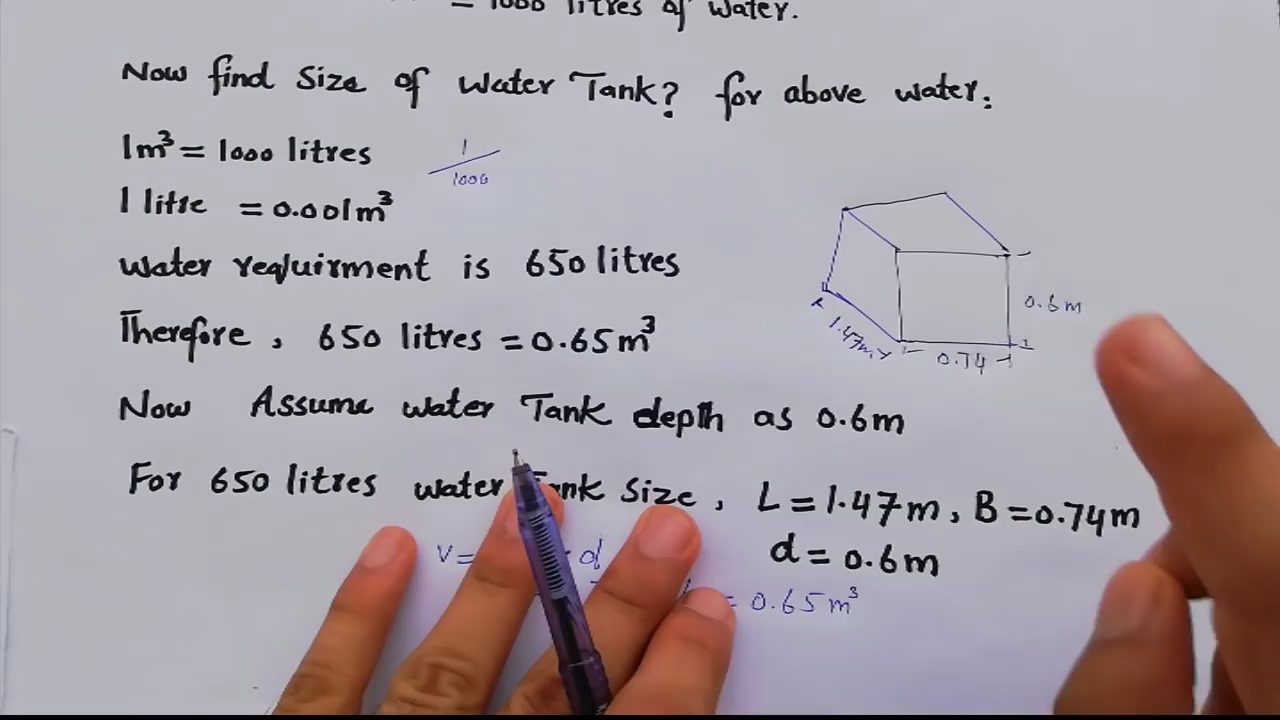 = 1000 litres of water.
Now find Size of Water Tank? for above water.
1m³ = 1000 litres
1
1000
1 litre = 0.001m³
water requirment is 650 litres
Therefore, 650 litres = 0.65m³
0.6m
1.47m
0.74
Now Assume water Tank depth as 0.6m
For 650 litres water Tank Size, L = 1.47m, B = 0.74m
d = 0.6m
V = d
= 0.65m³